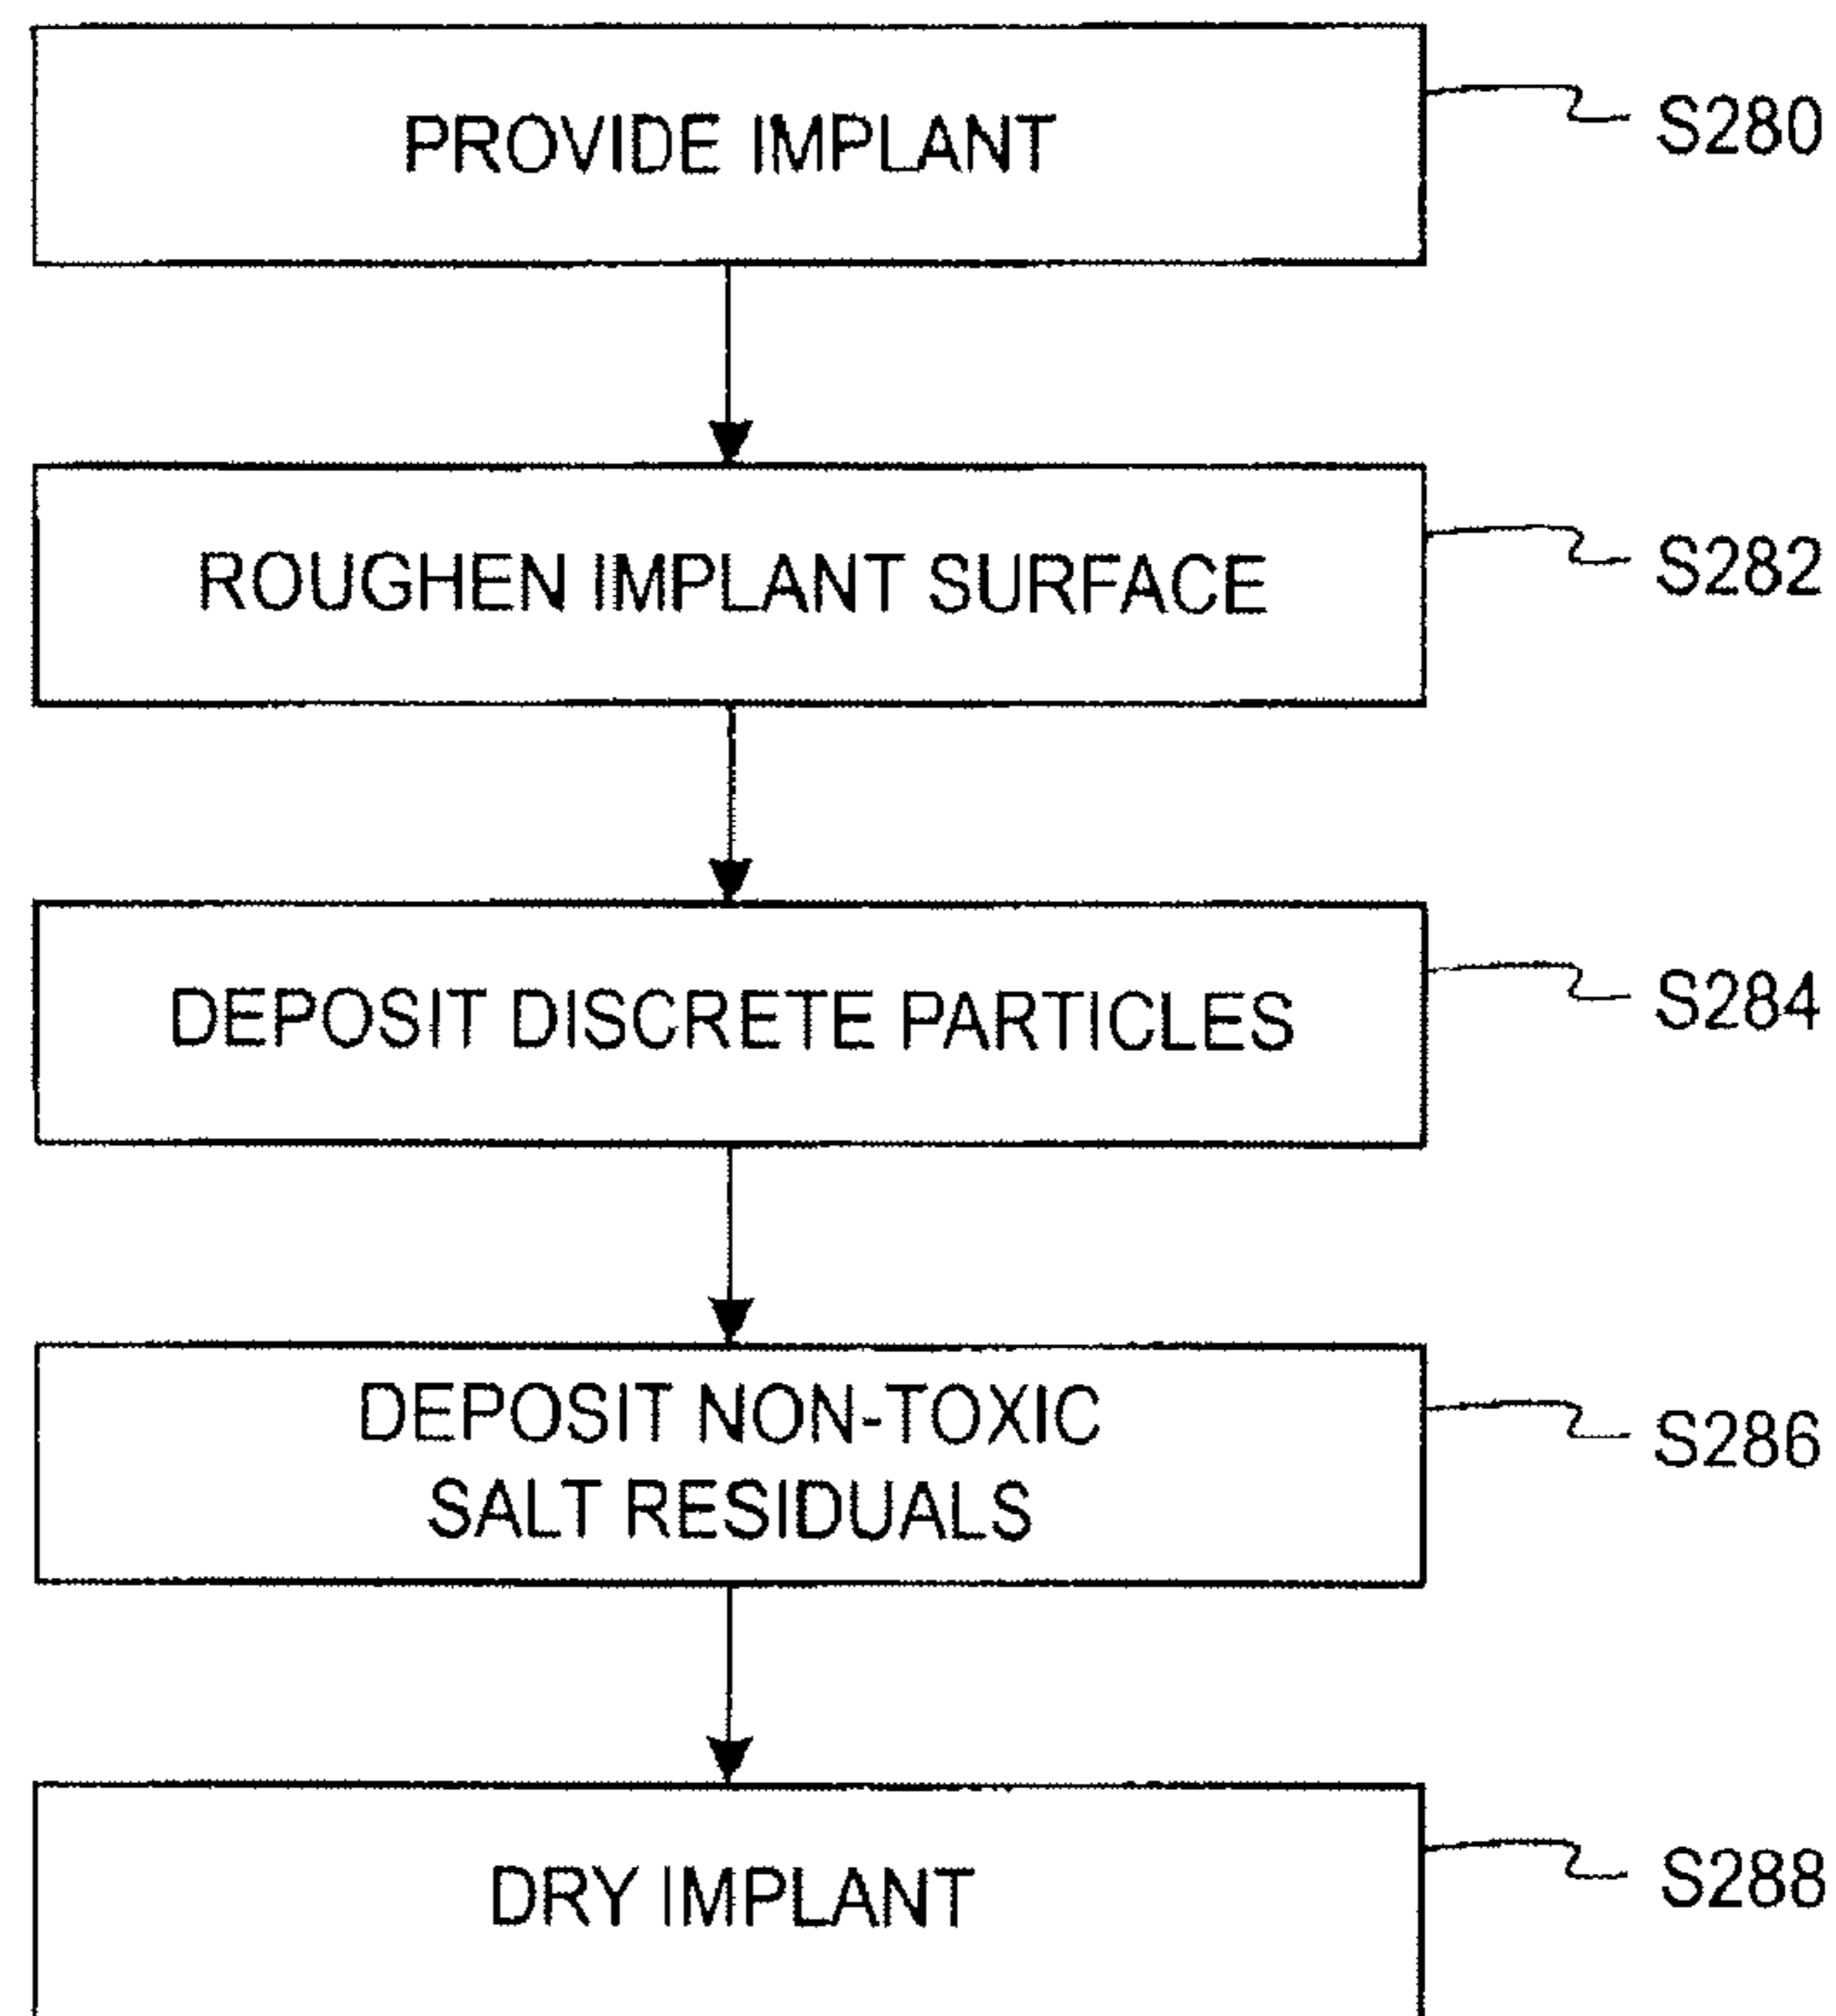 PROVIDE IMPLANT
S280
ROUGHEN IMPLANT SURFACE
S282
DEPOSIT DISCRETE PARTICLES
S284
DEPOSIT NON-TOXIC
SALT RESIDUALS
S286
DRY IMPLANT
S288